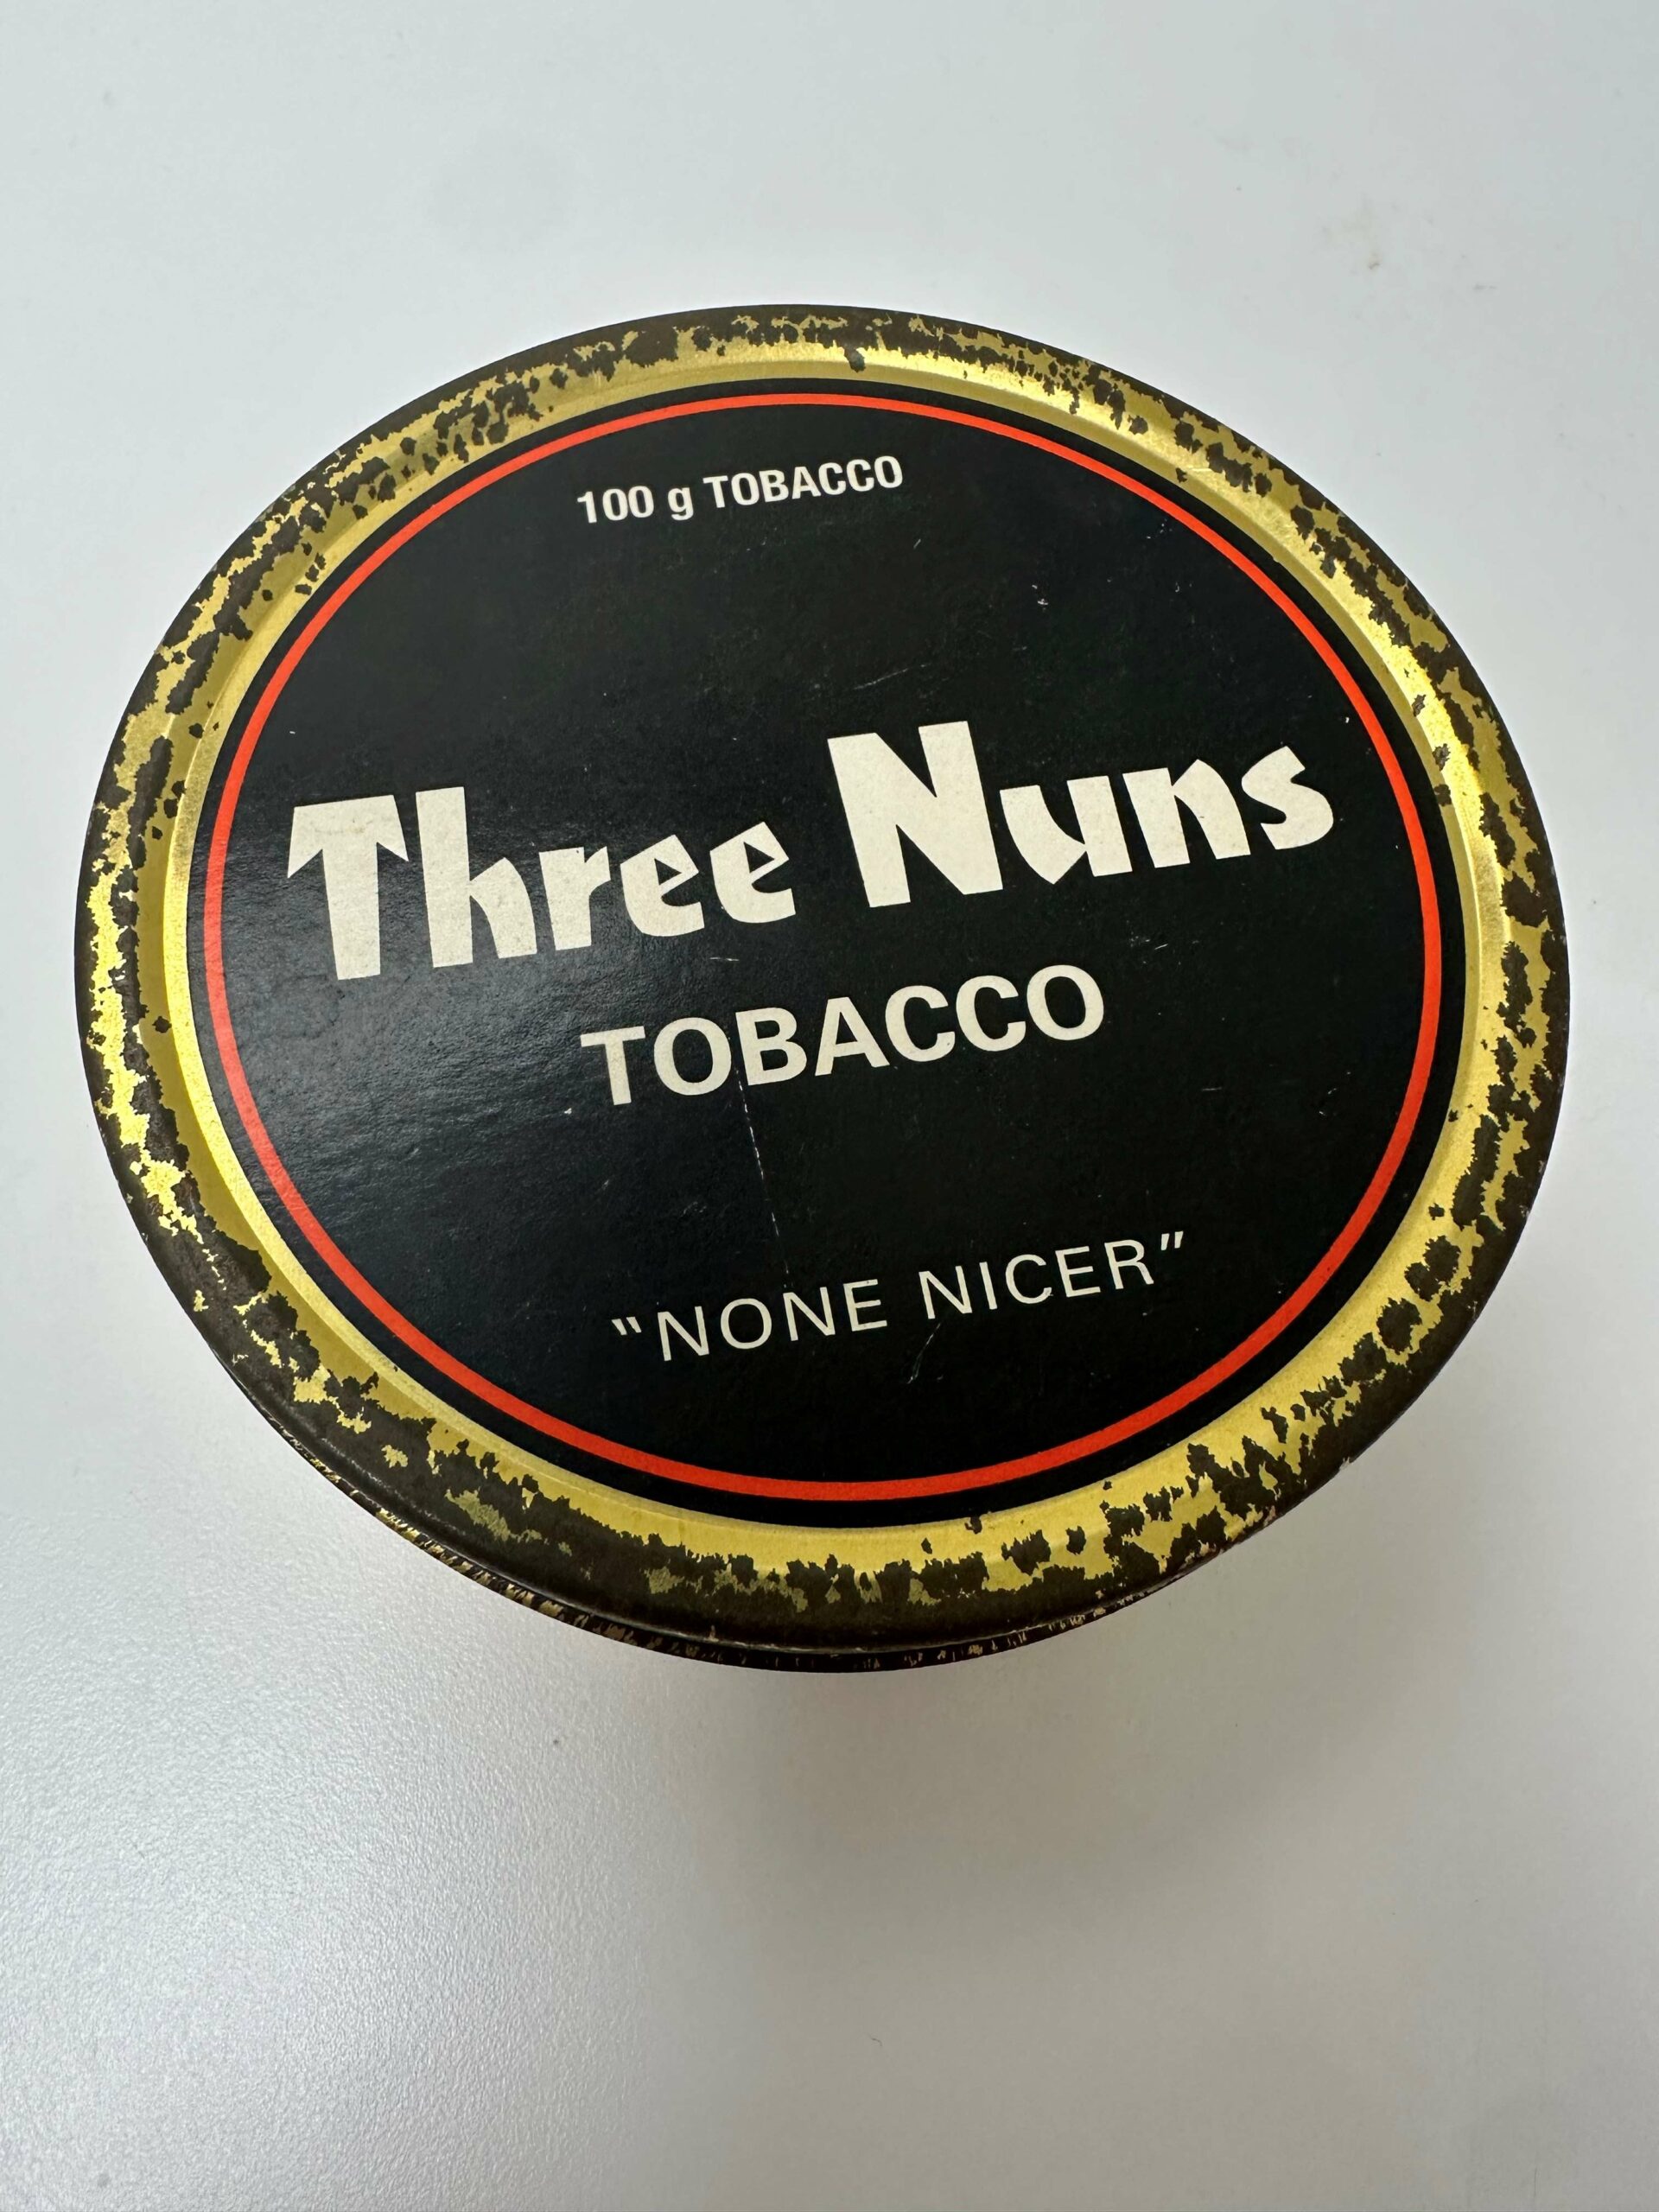 100 g TOBACCO
Three Nuns
TOBACCO
"NONE NICER"